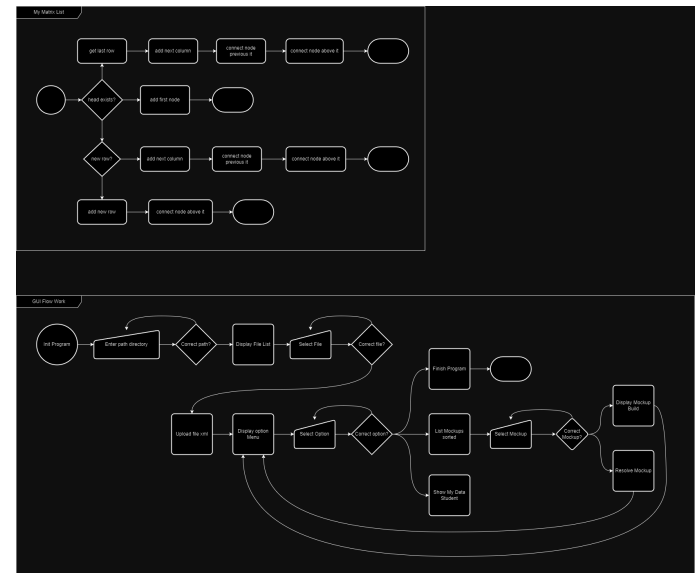 My Matrix List
get last row
add next column
connect node
previous it
connect node above it
head exists?
add first node
new row?
add next column
connect node
previous it
connect node above it
add new row
connect node above it
GUI Flow Work
Init Program
Enter path directory
Correct path?
Display File List
Select File
Correct file?
Finish Program
Upload file xml
Display option
Menu
Select Option
Correct option?
List Mockups
sorted
Select Mockup
Correct
Mockup?
Display Mockup
Build
Resolve Mockup
Show My Data
Student